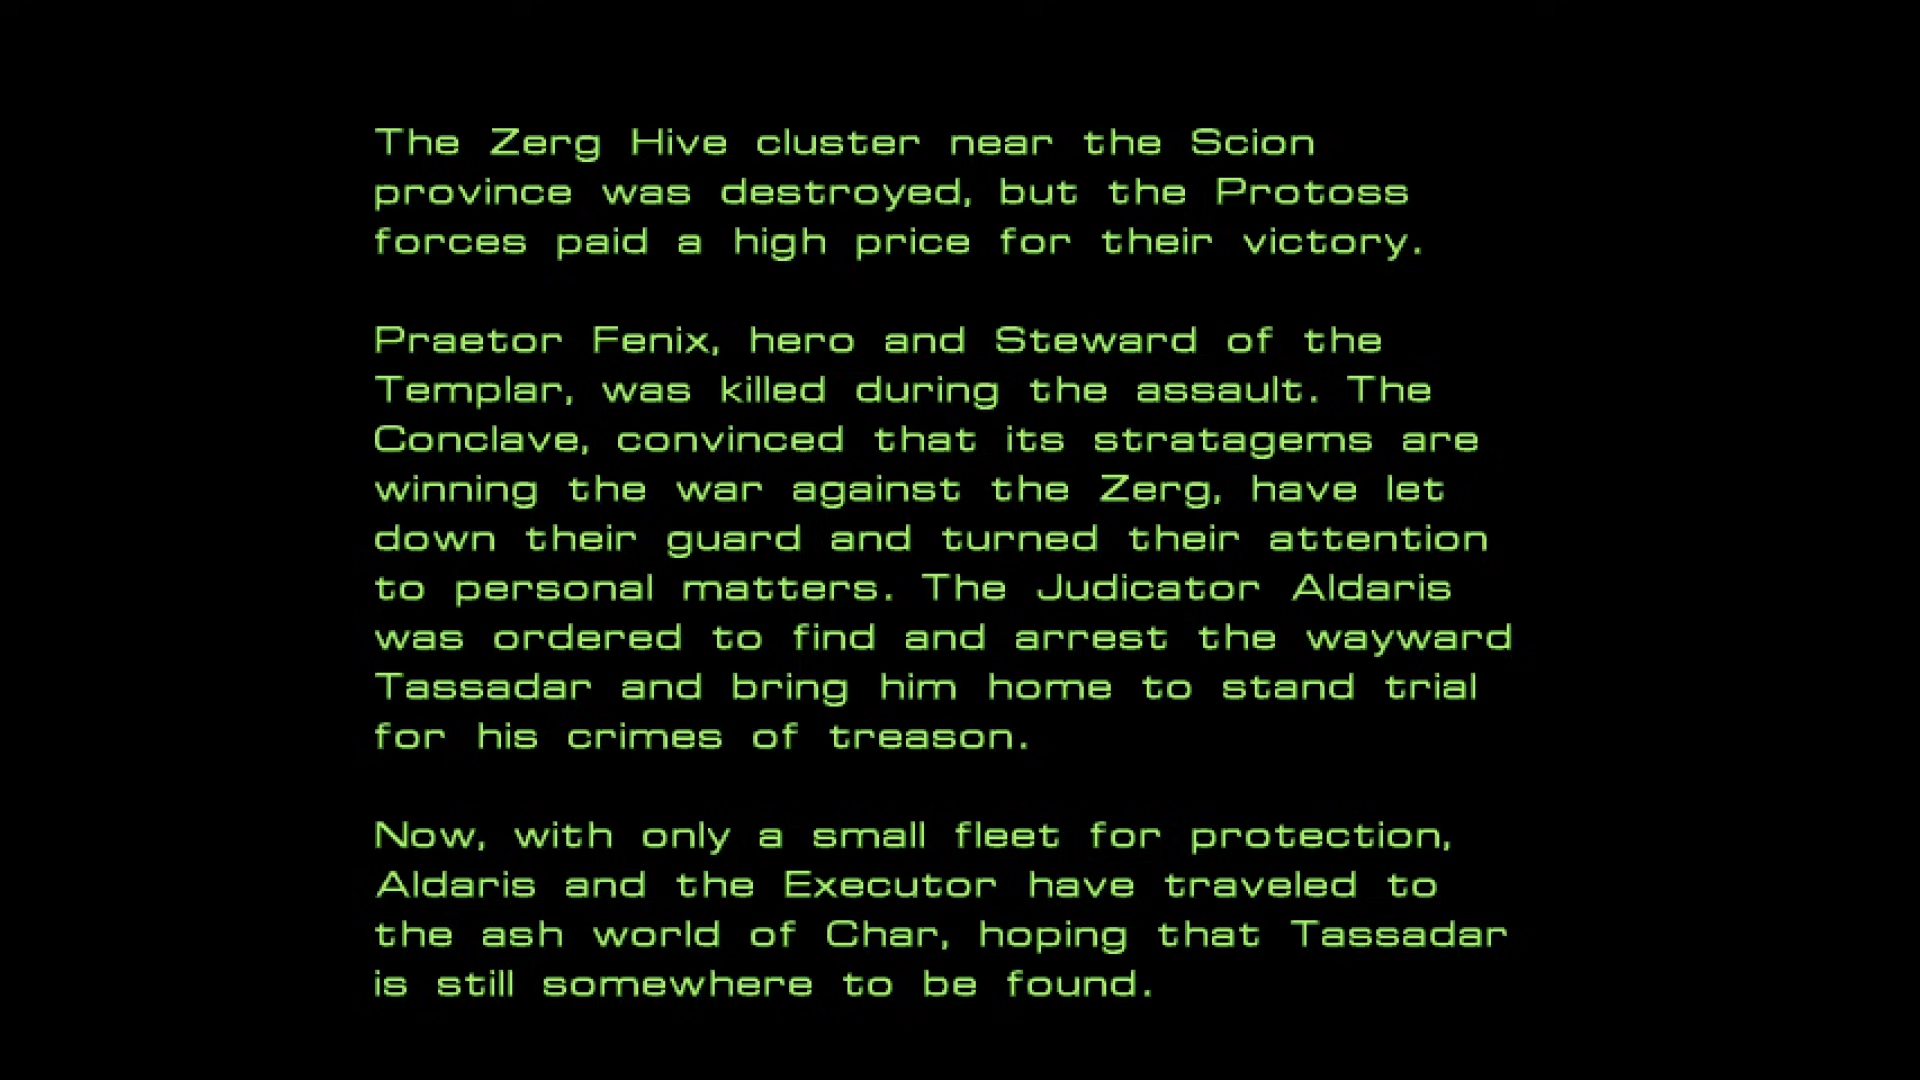 The Zerg Hive cluster near the Scion
province was destroyed, but the Protoss
forces paid a high price for their victory.
Praetor Fenix, hero and Steward of the
Templar, was killed during the assault. The
Conclave, convinced that its stratagems are
winning the war against the Zerg, have let
down their guard and turned their attention
to personal matters. The Judicator Aldaris
was ordered to find and arrest the wayward
Tassadar and bring him home to stand trial
for his crimes of treason.
Now, with only a small fleet for protection,
Aldaris and the Executor have traveled to
the ash world of Char, hoping that Tassadar
is still somewhere to be found.